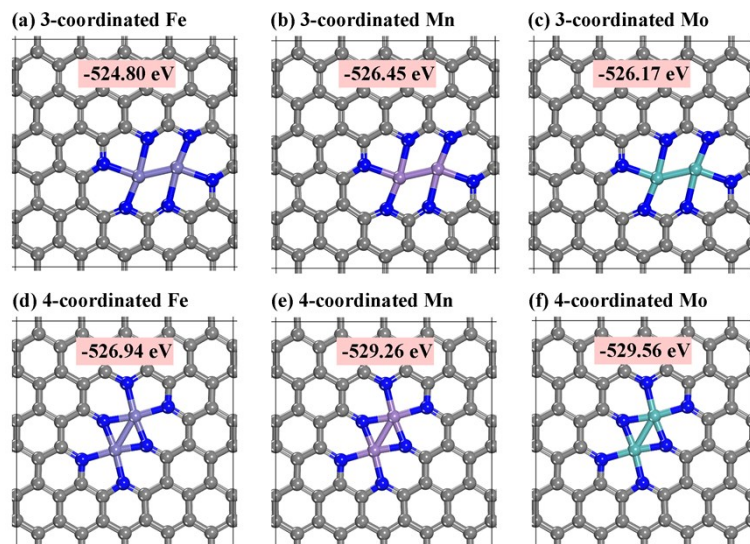 (a) 3-coordinated Fe
(b) 3-coordinated Mn
(c) 3-coordinated Mo
-524.80 eV
-526.45 eV
-526.17 eV
(d) 4-coordinated Fe
(e) 4-coordinated Mn
(f) 4-coordinated Mo
-526.94 eV
-529.26 eV
-529.56 eV